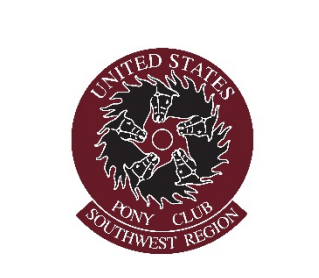 UNITED STATES
PONY CLUB
SOUTHWEST REGION